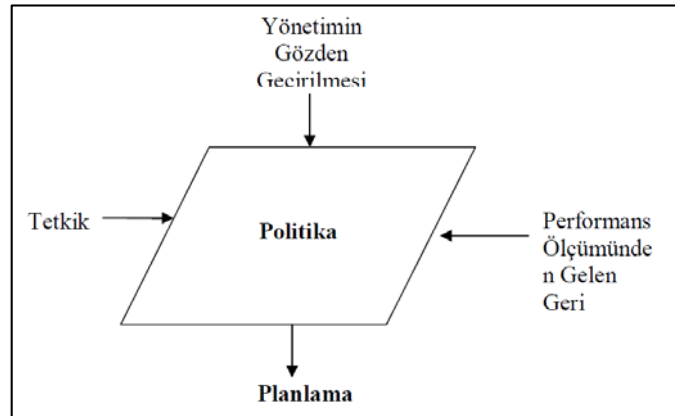 Yönetimin
Gözden
Geçirilmesi
Tetkik
Politika
Performans
Ölçümünde
n Gelen
Geri
Planlama